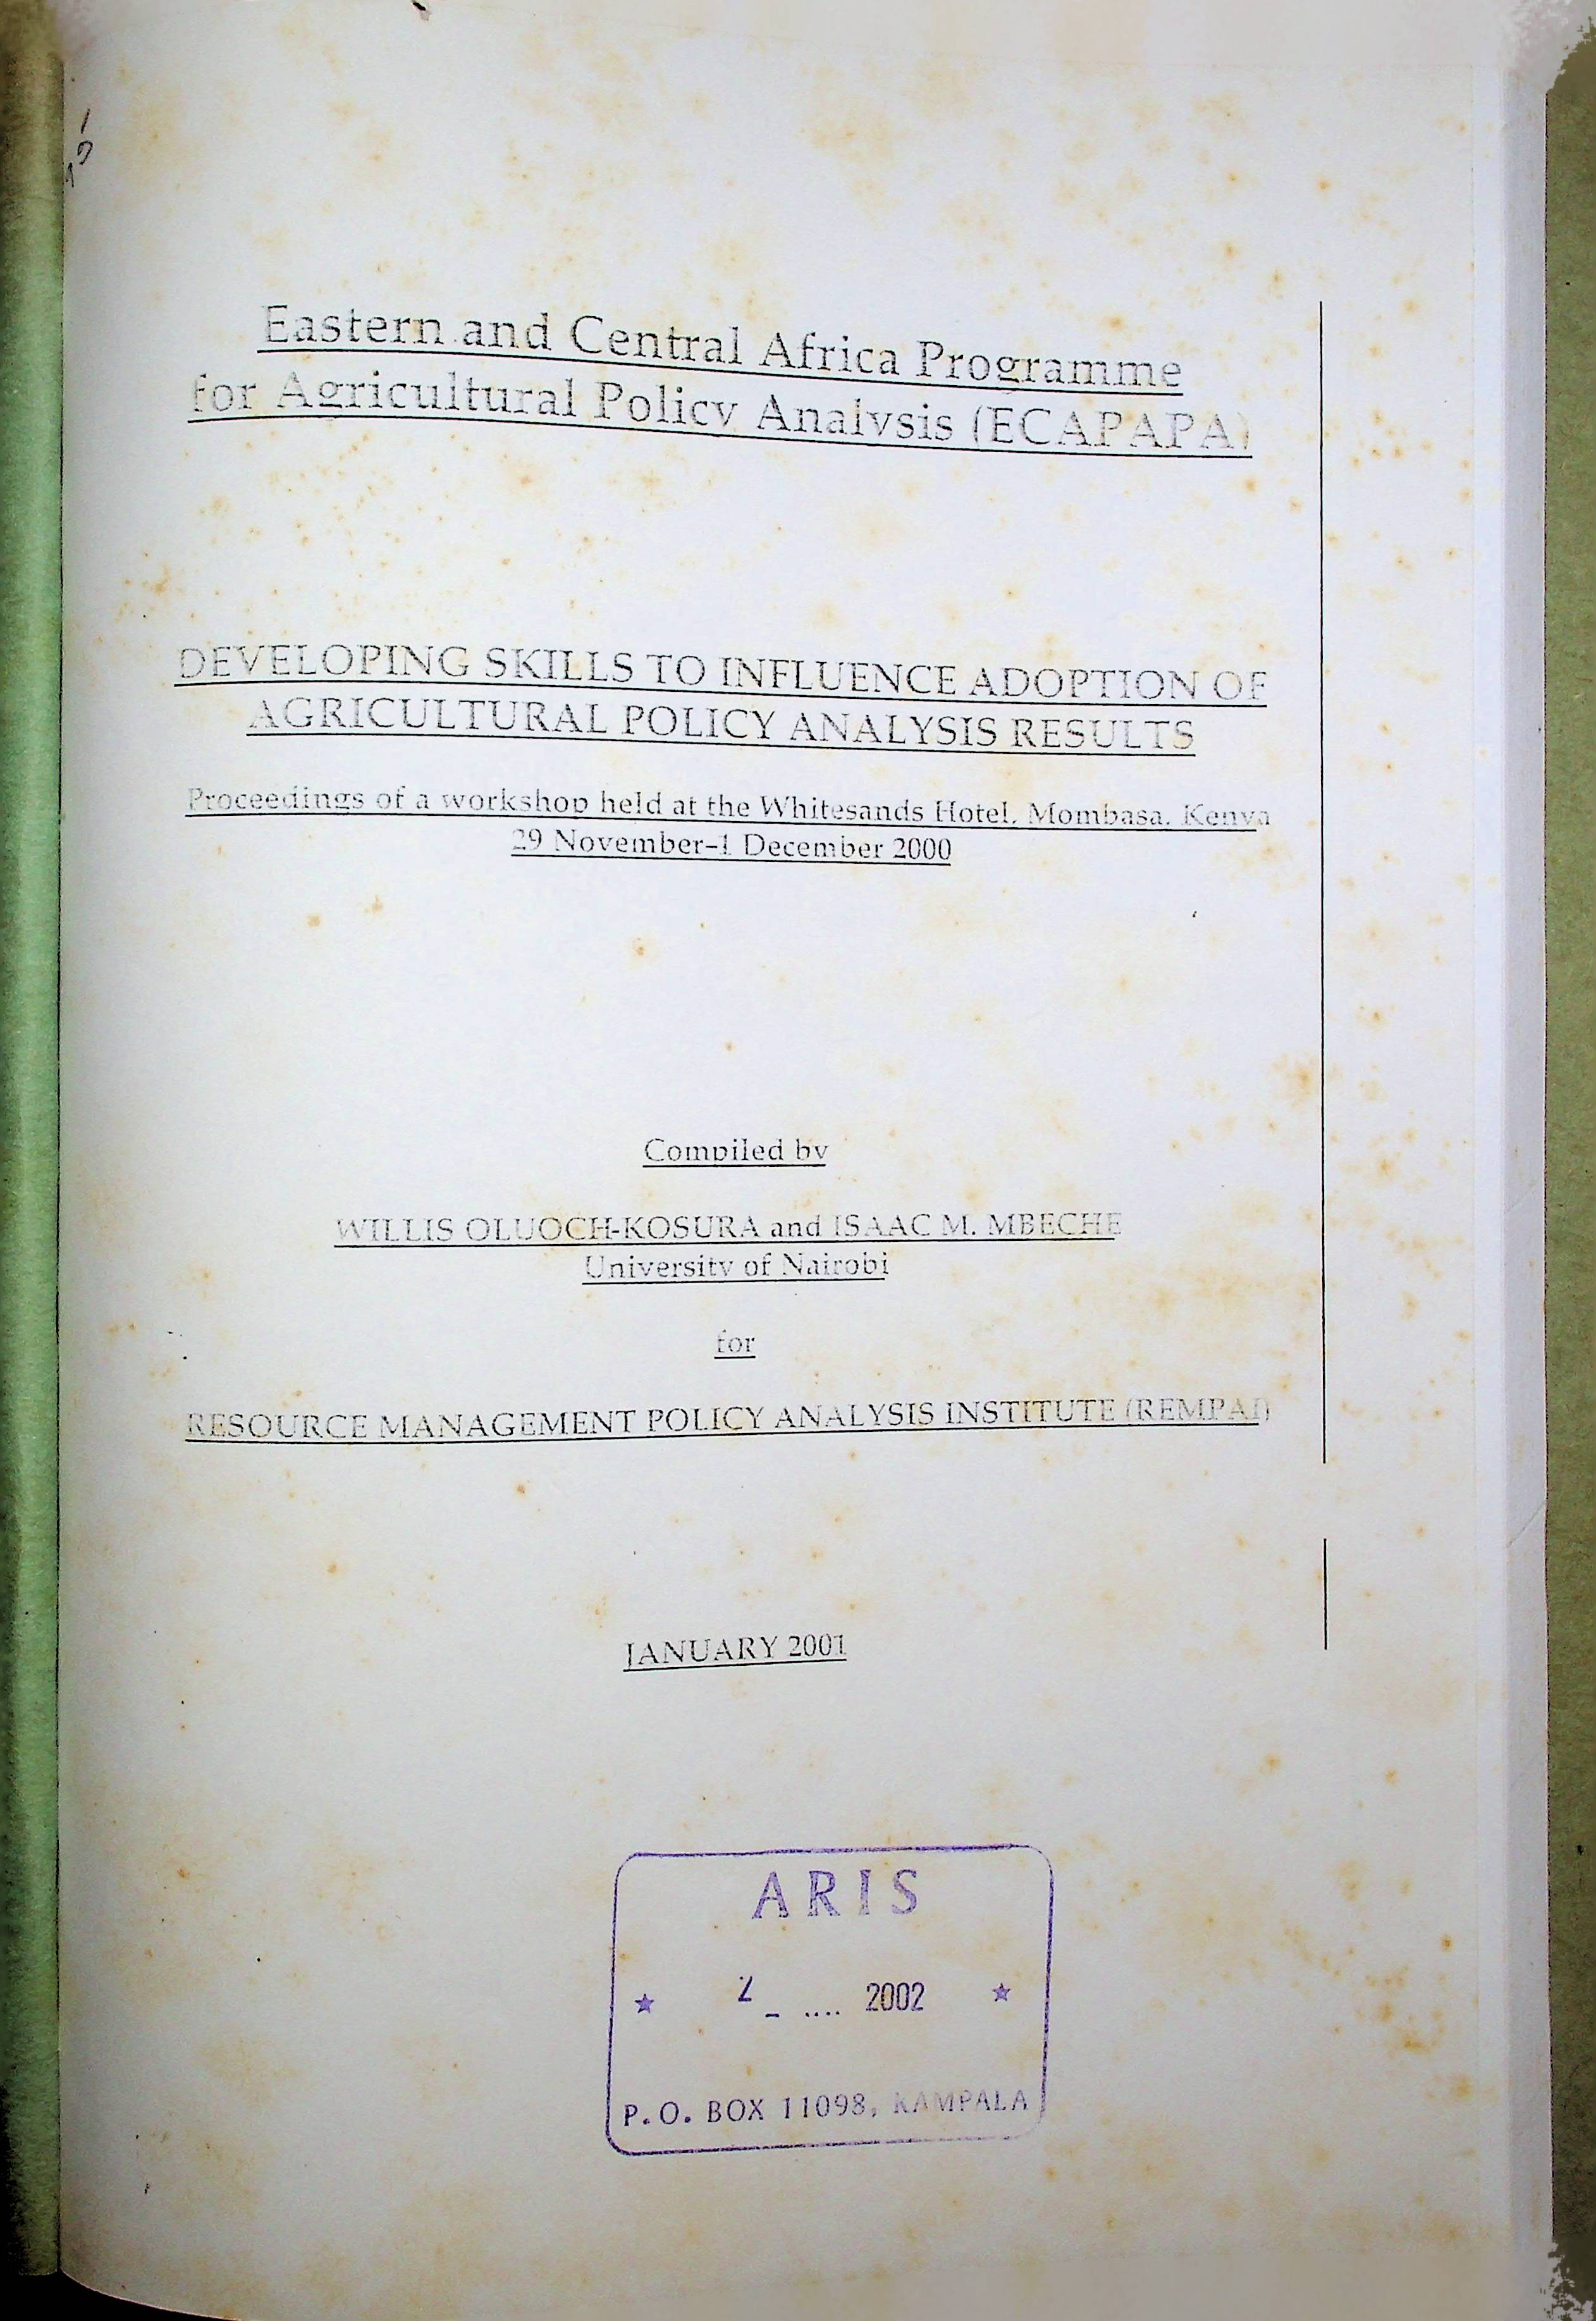 Eastern and Central Africa Programme
for Agricultural Policy Analysis (ECAPAPA)
DEVELOPING SKILLS TO INFLUENCE ADOPTION OF
AGRICULTURAL POLICY ANALYSIS RESULTS
Proceedings of a workshop held at the Whitesands Hotel, Mombasa, Kenya
29 November–1 December 2000
Compiled by
WILLIS OLUOCH-KOSURA and ISAAC M. MBECHE
University of Nairobi
for
RESOURCE MANAGEMENT POLICY ANALYSIS INSTITUTE (REMPAI)
JANUARY 2001
ARIS
★ 2002 ★
P.O. BOX 11098, KAMPALA